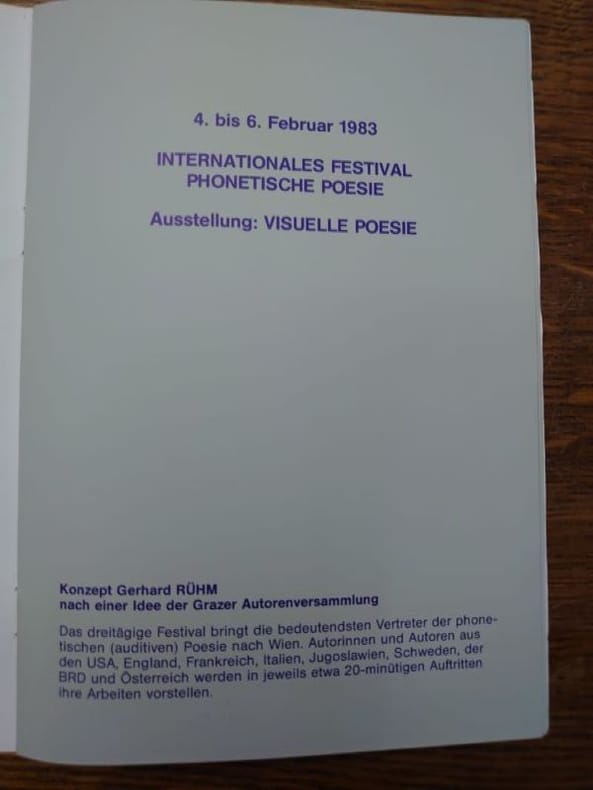 4. bis 6. Februar 1983
INTERNATIONALES FESTIVAL
PHONETISCHE POESIE
Ausstellung: VISUELLE POESIE
Konzept Gerhard RÜHM
nach einer Idee der Grazer Autorenversammlung
Das dreitägige Festival bringt die bedeutendsten Vertreter der phone-
tischen (auditiven) Poesie nach Wien. Autorinnen und Autoren aus
den USA, England, Frankreich, Italien, Jugoslawien, Schweden, der
BRD und Österreich werden in jeweils etwa 20-minütigen Auftritten
ihre Arbeiten vorstellen.